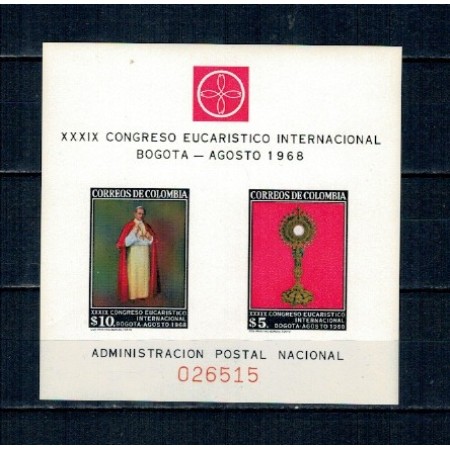 XXXIX CONGRESO EUCARISTICO INTERNACIONAL
BOGOTA — AGOSTO 1968
CORREOS DE COLOMBIA
XXXIX CONGRESO EUCARISTICO
INTERNACIONAL
$10. BOGOTA-AGOSTO 1968
CORREOS DE COLOMBIA
XXXIX CONGRESO EUCARISTICO
INTERNACIONAL
$5. BOGOTA-AGOSTO 1968
ADMINISTRACION POSTAL NACIONAL
026515